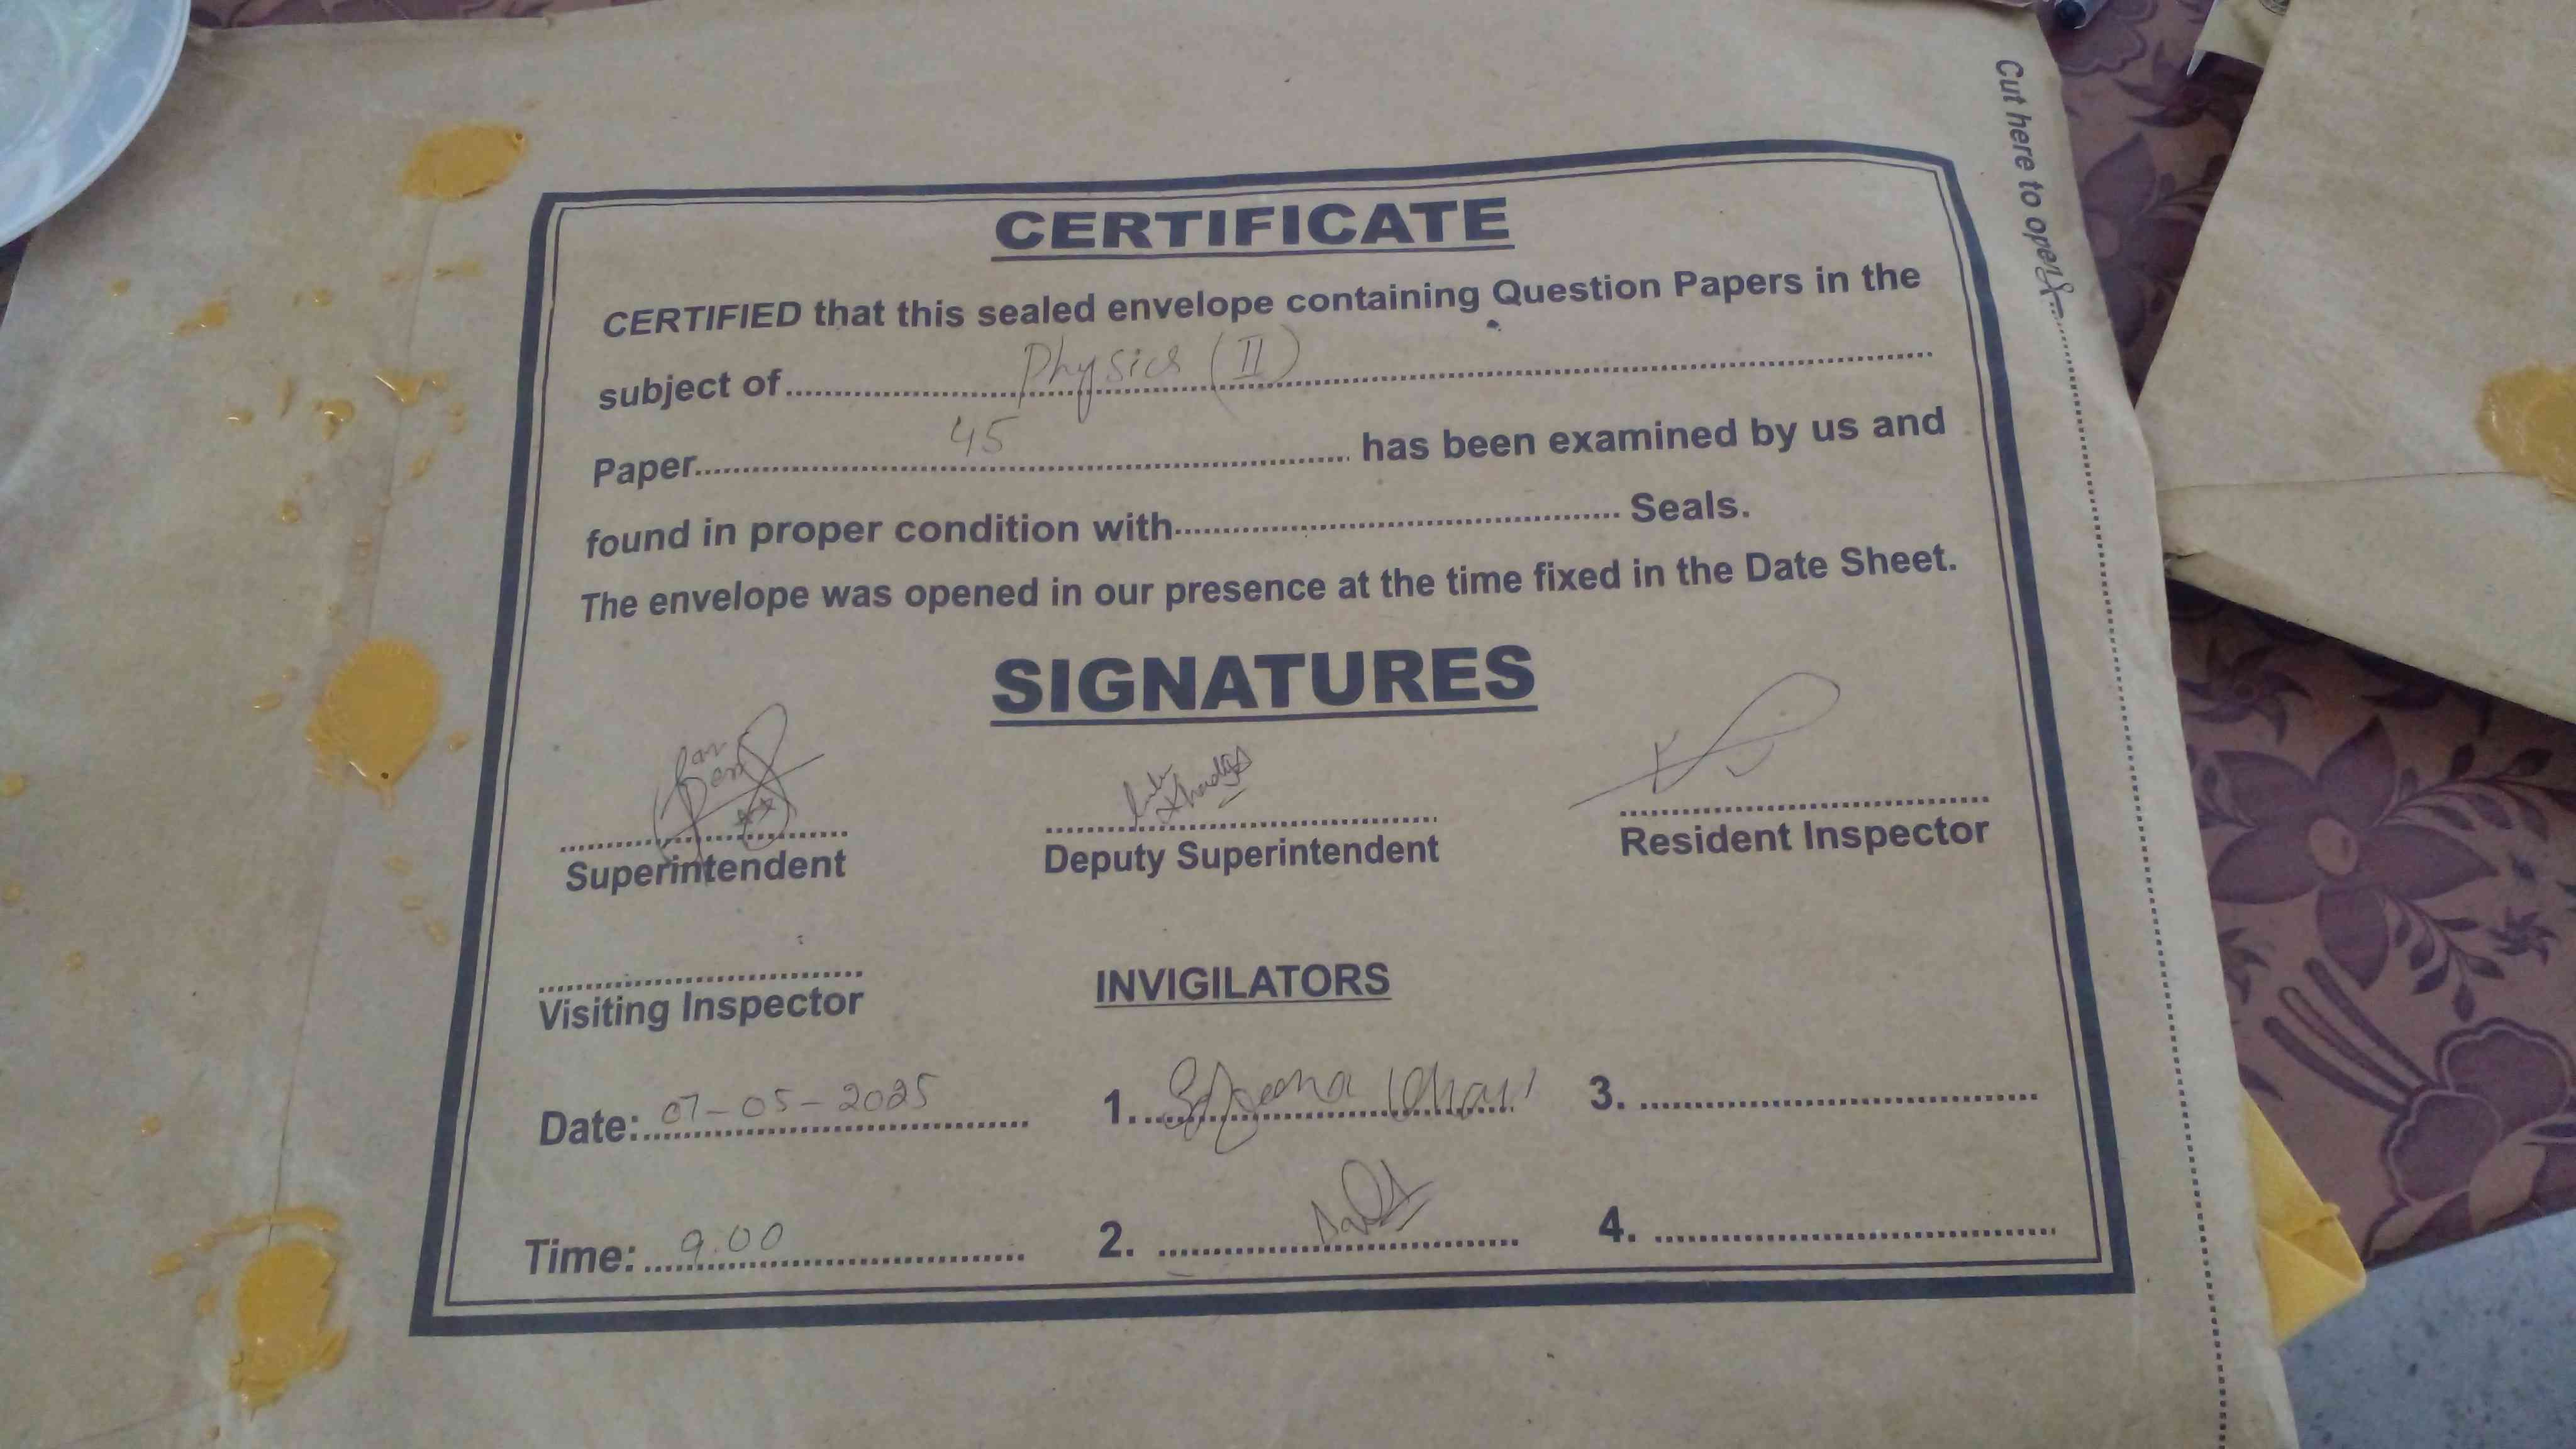 CERTIFICATE
CERTIFIED that this sealed envelope containing Question Papers in the
subject of Physics (II)
Paper 45 has been examined by us and
found in proper condition with Seals.
The envelope was opened in our presence at the time fixed in the Date Sheet.
SIGNATURES
Superintendent
Deputy Superintendent
Resident Inspector
Visiting Inspector
INVIGILATORS
Date: 07-05-2025
1.
3.
Time: 9.00
2.
4.
Cut here to open